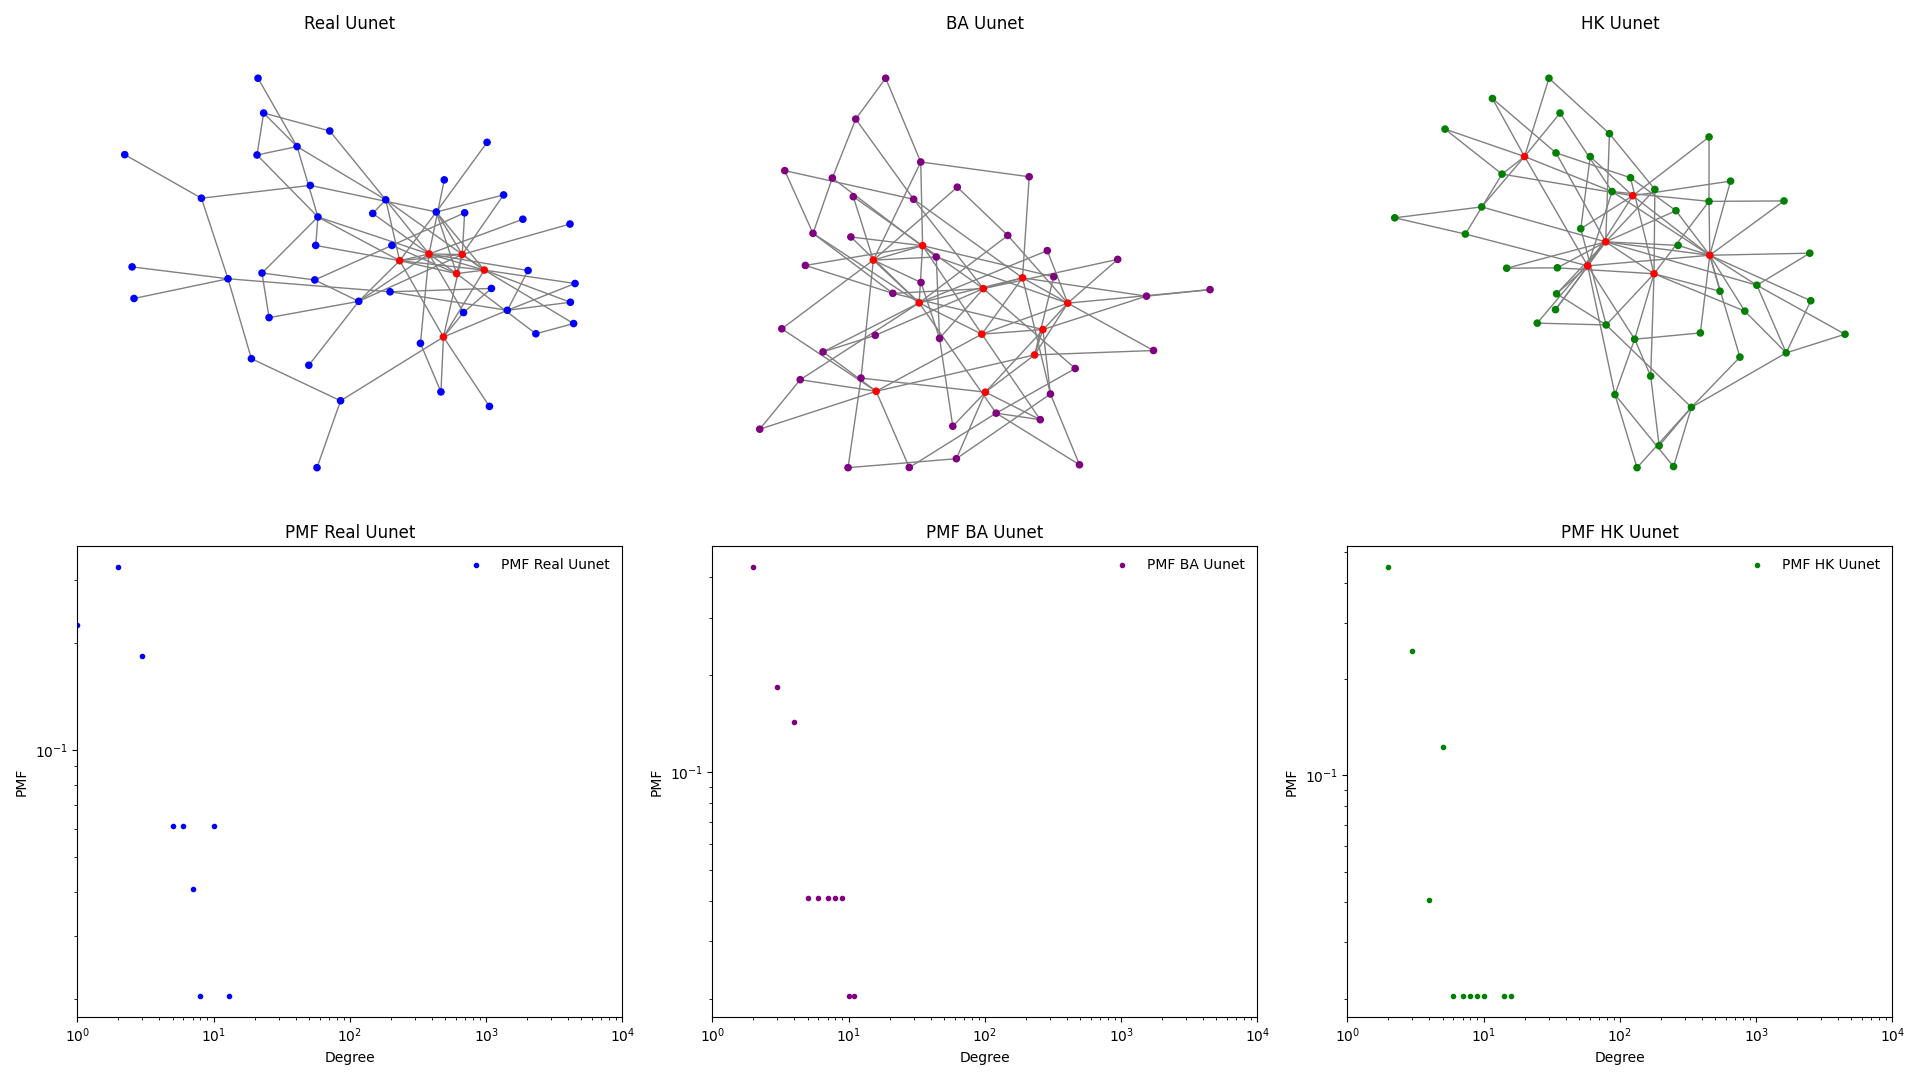 Real Uunet
BA Uunet
HK Uunet
PMF Real Uunet
PMF Real Uunet
PMF
10⁻¹
10⁰ 10¹ 10² 10³ 10⁴
Degree
PMF BA Uunet
PMF BA Uunet
PMF
10⁻¹
10⁰ 10¹ 10² 10³ 10⁴
Degree
PMF HK Uunet
PMF HK Uunet
PMF
10⁻¹
10⁰ 10¹ 10² 10³ 10⁴
Degree